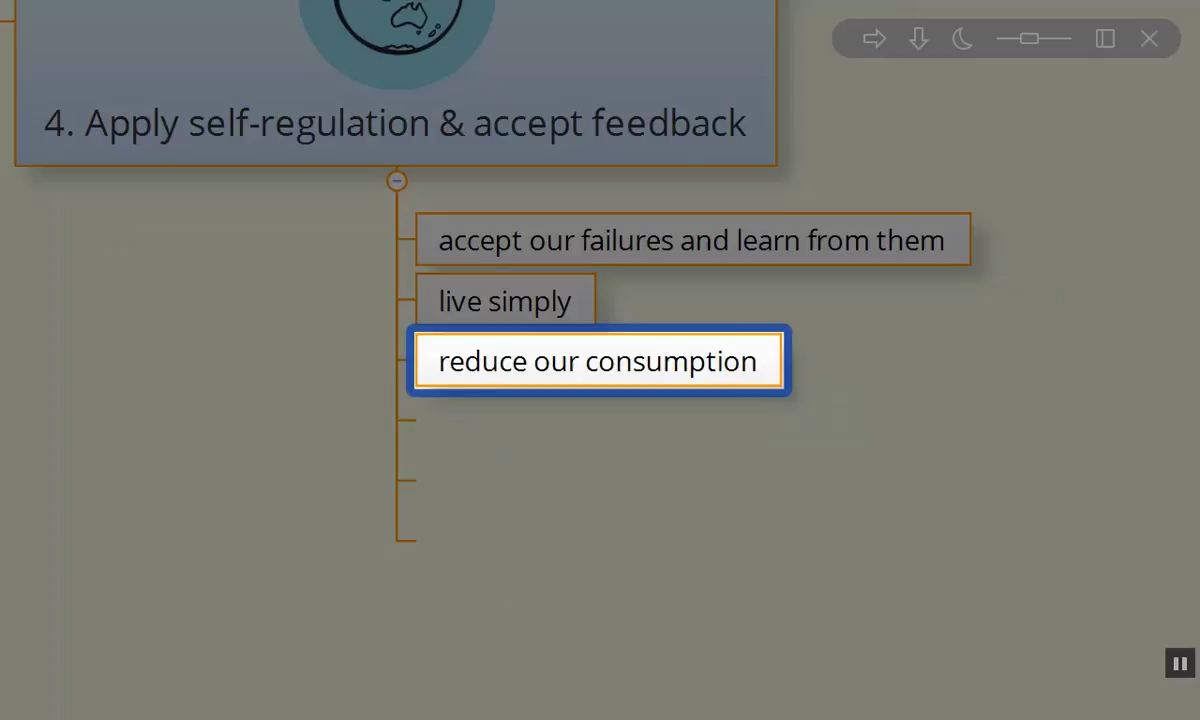 4. Apply self-regulation & accept feedback
accept our failures and learn from them
live simply
reduce our consumption